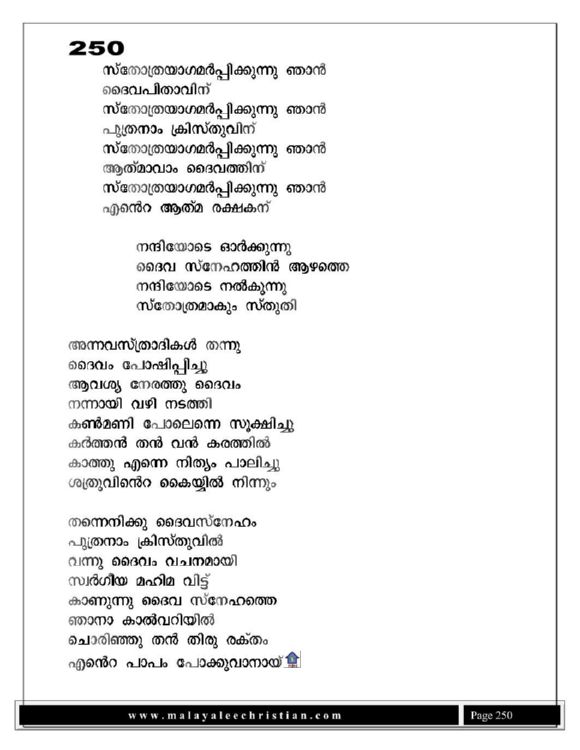 250
സ്തോത്രയാഗമർപ്പിക്കുന്നു ഞാൻ
ദൈവപിതാവിന്
സ്തോത്രയാഗമർപ്പിക്കുന്നു ഞാൻ
പുത്രനാം ക്രിസ്തുവിന്
സ്തോത്രയാഗമർപ്പിക്കുന്നു ഞാൻ
ആത്മാവാം ദൈവത്തിന്
സ്തോത്രയാഗമർപ്പിക്കുന്നു ഞാൻ
എന്റെ ആത്മ രക്ഷകന്
നന്ദിയോടെ ഓർക്കുന്നു
ദൈവ സ്നേഹത്തിൻ ആഴത്തെ
നന്ദിയോടെ നൽകുന്നു
സ്തോത്രമാകും സ്തുതി
അന്നവസ്ത്രാദികൾ തന്നു
ദൈവം പോഷിപ്പിച്ചു
ആവശ്യ നേരത്തു ദൈവം
നന്നായി വഴി നടത്തി
കൺമണി പോലെന്നെ സൂക്ഷിച്ചു
കർത്തൻ തൻ വൻ കരത്തിൽ
കാത്തു എന്നെ നിത്യം പാലിച്ചു
ശത്രുവിന്റെ കൈയ്യിൽ നിന്നും
തന്നെനിക്കു ദൈവസ്നേഹം
പുത്രനാം ക്രിസ്തുവിൽ
വന്നു ദൈവം വചനമായി
സ്വർഗീയ മഹിമ വിട്ട്
കാണുന്നു ദൈവ സ്നേഹത്തെ
ഞാനാ കാൽവറിയിൽ
ചൊരിഞ്ഞു തൻ തിരു രക്തം
എന്റെ പാപം പോക്കുവാനായ്
www.malayaleechristian.com
Page 250